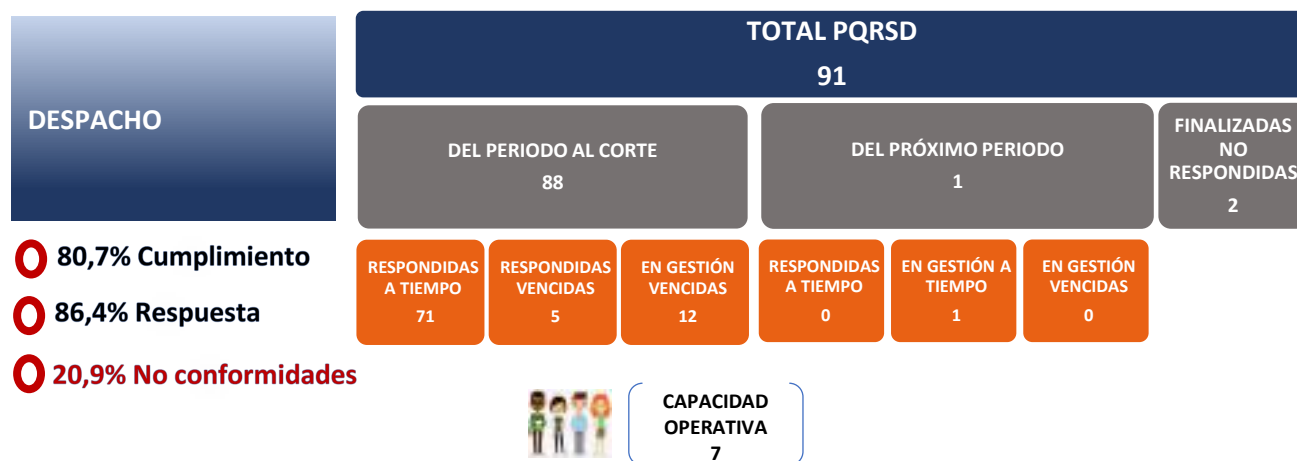 DESPACHO
80,7% Cumplimiento
86,4% Respuesta
20,9% No conformidades
TOTAL PQRSD
91
DEL PERIODO AL CORTE
88
DEL PRÓXIMO PERIODO
1
FINALIZADAS
NO
RESPONDIDAS
2
RESPONDIDAS
A TIEMPO
71
RESPONDIDAS
VENCIDAS
5
EN GESTIÓN
VENCIDAS
12
RESPONDIDAS
A TIEMPO
0
EN GESTIÓN A
TIEMPO
1
EN GESTIÓN
VENCIDAS
0
CAPACIDAD
OPERATIVA
7